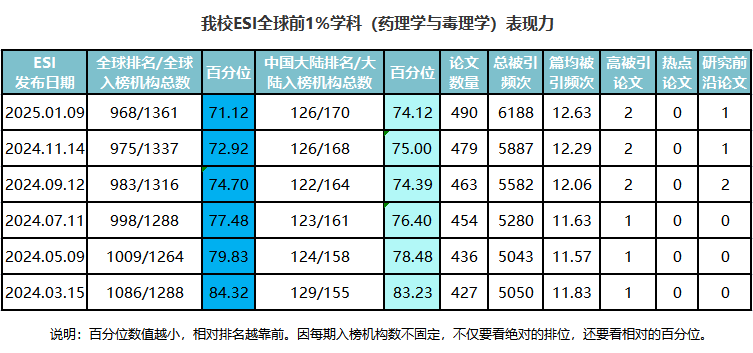 我校ESI全球前1%学科（药理学与毒理学）表现力
ESI 发布日期 全球排名/全球入榜机构总数 百分位 中国大陆排名/大陆入榜机构总数 百分位 论文数量 总被引频次 篇均被引频次 高被引论文 热点论文 研究前沿论文
2025.01.09 968/1361 71.12 126/170 74.12 490 6188 12.63 2 0 1
2024.11.14 975/1337 72.92 126/168 75.00 479 5887 12.29 2 0 1
2024.09.12 983/1316 74.70 122/164 74.39 463 5582 12.06 2 0 2
2024.07.11 998/1288 77.48 123/161 76.40 454 5280 11.63 1 0 0
2024.05.09 1009/1264 79.83 124/158 78.48 436 5043 11.57 1 0 0
2024.03.15 1086/1288 84.32 129/155 83.23 427 5050 11.83 1 0 0
说明：百分位数值越小，相对排名越靠前。因每期入榜机构数不固定，不仅要看绝对的排位，还要看相对的百分位。